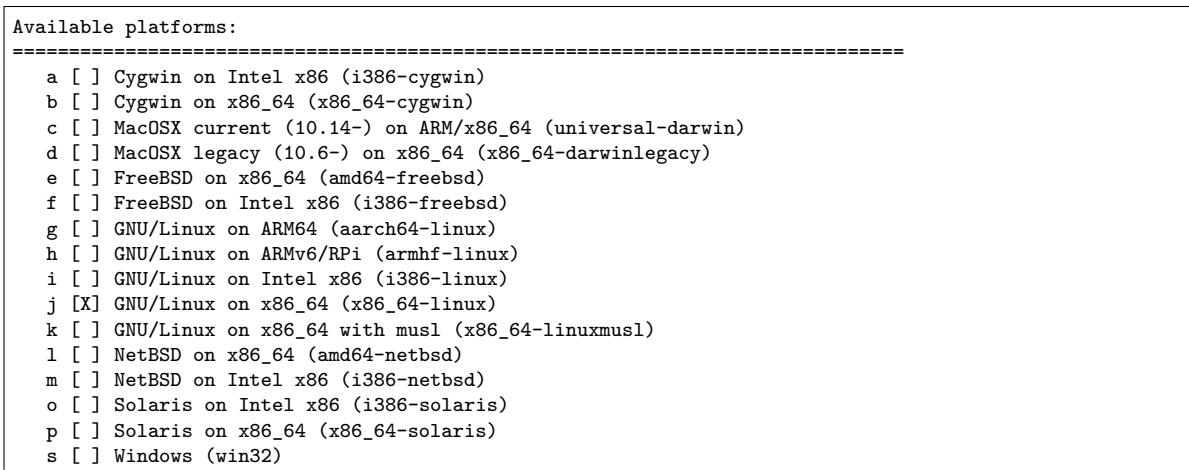 Available platforms:
===============================================================================
   a [ ] Cygwin on Intel x86 (i386-cygwin)
   b [ ] Cygwin on x86_64 (x86_64-cygwin)
   c [ ] MacOSX current (10.14-) on ARM/x86_64 (universal-darwin)
   d [ ] MacOSX legacy (10.6-) on x86_64 (x86_64-darwinlegacy)
   e [ ] FreeBSD on x86_64 (amd64-freebsd)
   f [ ] FreeBSD on Intel x86 (i386-freebsd)
   g [ ] GNU/Linux on ARM64 (aarch64-linux)
   h [ ] GNU/Linux on ARMv6/RPi (armhf-linux)
   i [ ] GNU/Linux on Intel x86 (i386-linux)
   j [X] GNU/Linux on x86_64 (x86_64-linux)
   k [ ] GNU/Linux on x86_64 with musl (x86_64-linuxmusl)
   l [ ] NetBSD on x86_64 (amd64-netbsd)
   m [ ] NetBSD on Intel x86 (i386-netbsd)
   o [ ] Solaris on Intel x86 (i386-solaris)
   p [ ] Solaris on x86_64 (x86_64-solaris)
   s [ ] Windows (win32)